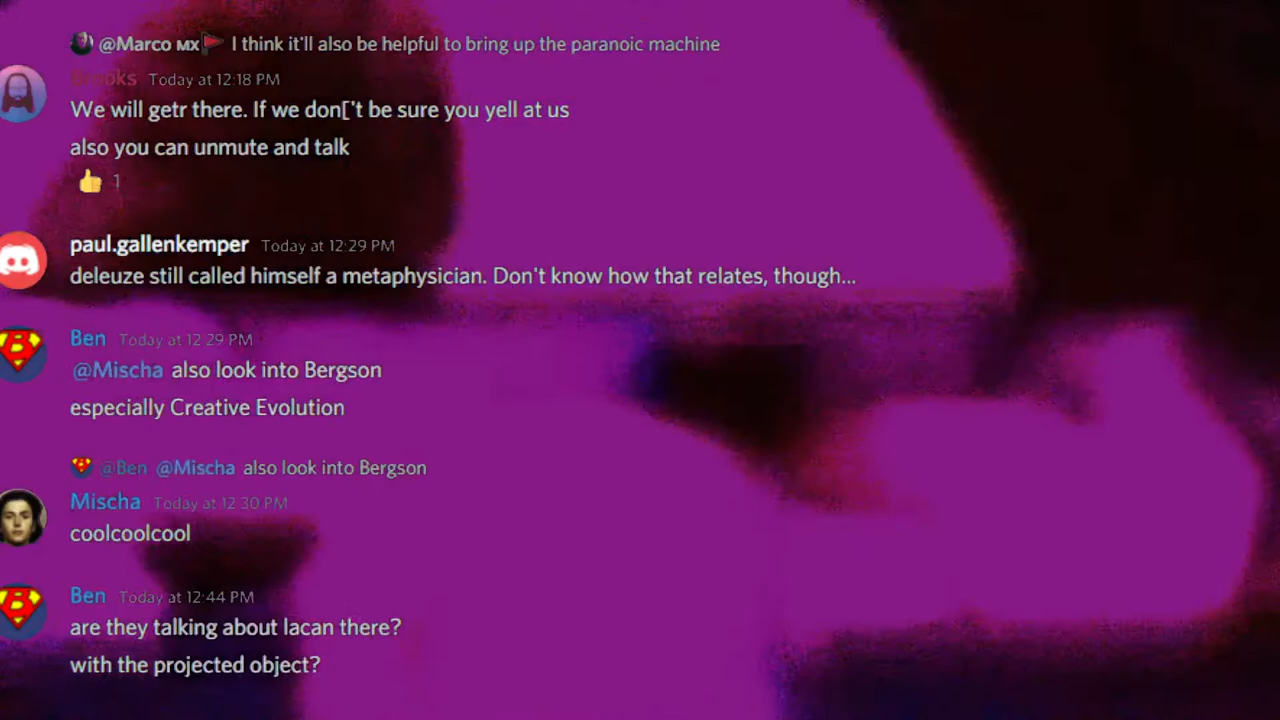 @Marco MX🚩 I think it'll also be helpful to bring up the paranoic machine
Brooks Today at 12:18 PM
We will getr there. If we don['t be sure you yell at us
also you can unmute and talk
👍 1
paul.gallenkemper Today at 12:29 PM
deleuze still called himself a metaphysician. Don't know how that relates, though...
Ben Today at 12:29 PM
@Mischa also look into Bergson
especially Creative Evolution
@Ben @Mischa also look into Bergson
Mischa Today at 12:30 PM
coolcoolcool
Ben Today at 12:44 PM
are they talking about lacan there?
with the projected object?